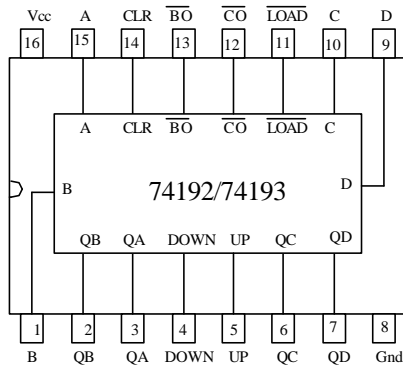 Vcc A CLR BO CO LOAD C D
16 15 14 13 12 11 10 9
A CLR BO CO LOAD C
B 74192/74193 D
QB QA DOWN UP QC QD
1 2 3 4 5 6 7 8
B QB QA DOWN UP QC QD Gnd